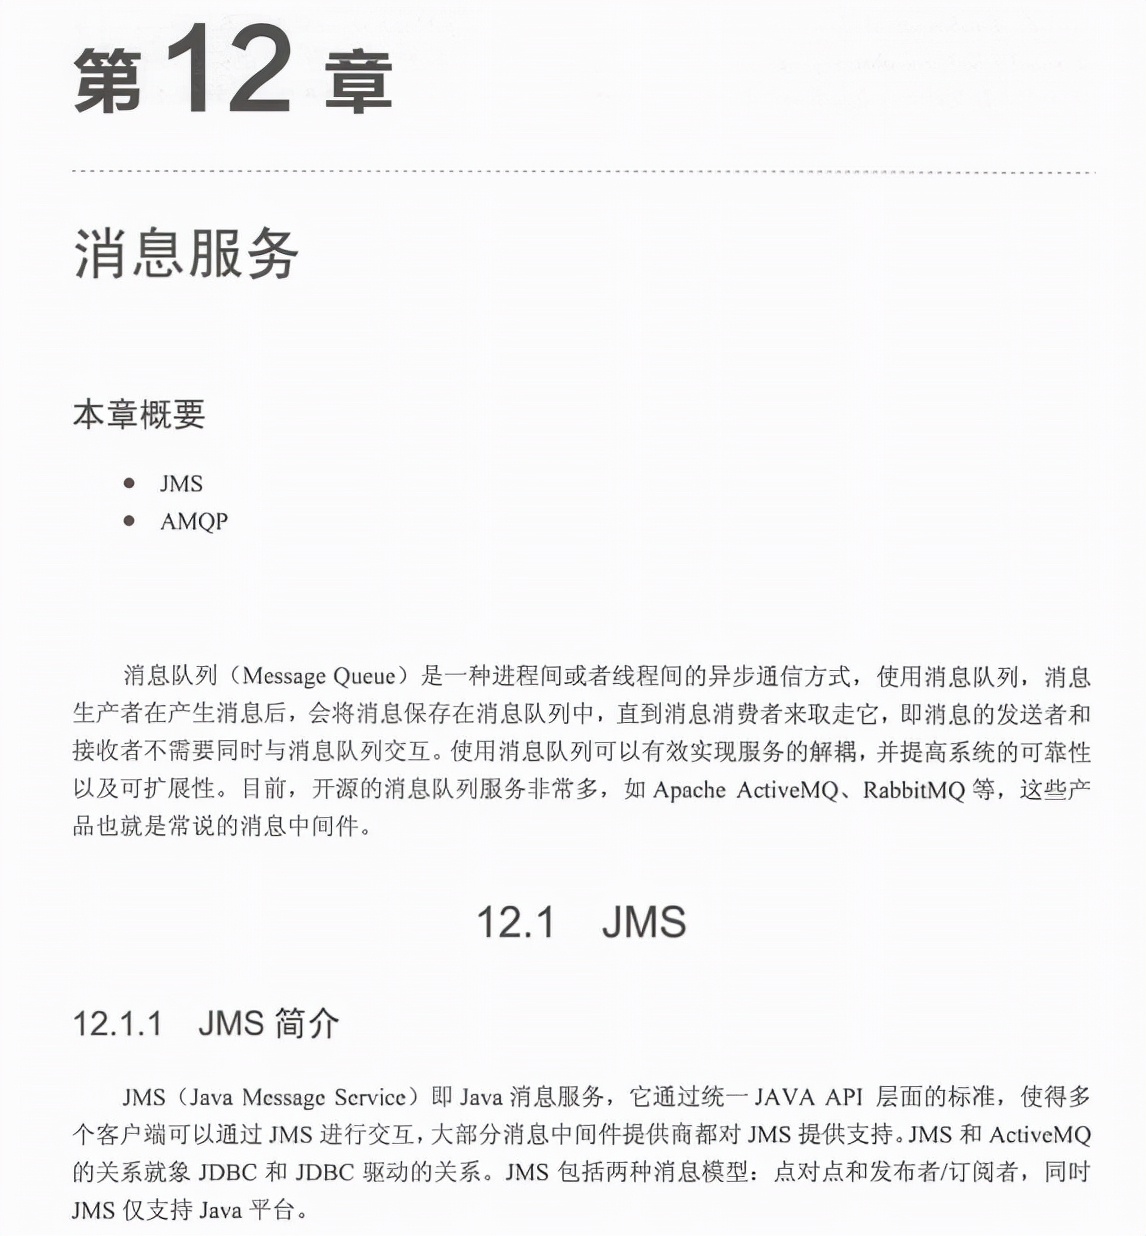 第12章
消息服务
本章概要
● JMS
● AMQP
消息队列（Message Queue）是一种进程间或者线程间的异步通信方式，使用消息队列，消息
生产者在产生消息后，会将消息保存在消息队列中，直到消息消费者来取走它，即消息的发送者和
接收者不需要同时与消息队列交互。使用消息队列可以有效实现服务的解耦，并提高系统的可靠性
以及可扩展性。目前，开源的消息队列服务非常多，如 Apache ActiveMQ、RabbitMQ 等，这些产
品也就是常说的消息中间件。
12.1 JMS
12.1.1 JMS 简介
JMS（Java Message Service）即 Java 消息服务，它通过统一 JAVA API 层面的标准，使得多
个客户端可以通过 JMS 进行交互，大部分消息中间件提供商都对 JMS 提供支持。JMS 和 ActiveMQ
的关系就象 JDBC 和 JDBC 驱动的关系。JMS 包括两种消息模型：点对点和发布者/订阅者，同时
JMS 仅支持 Java 平台。